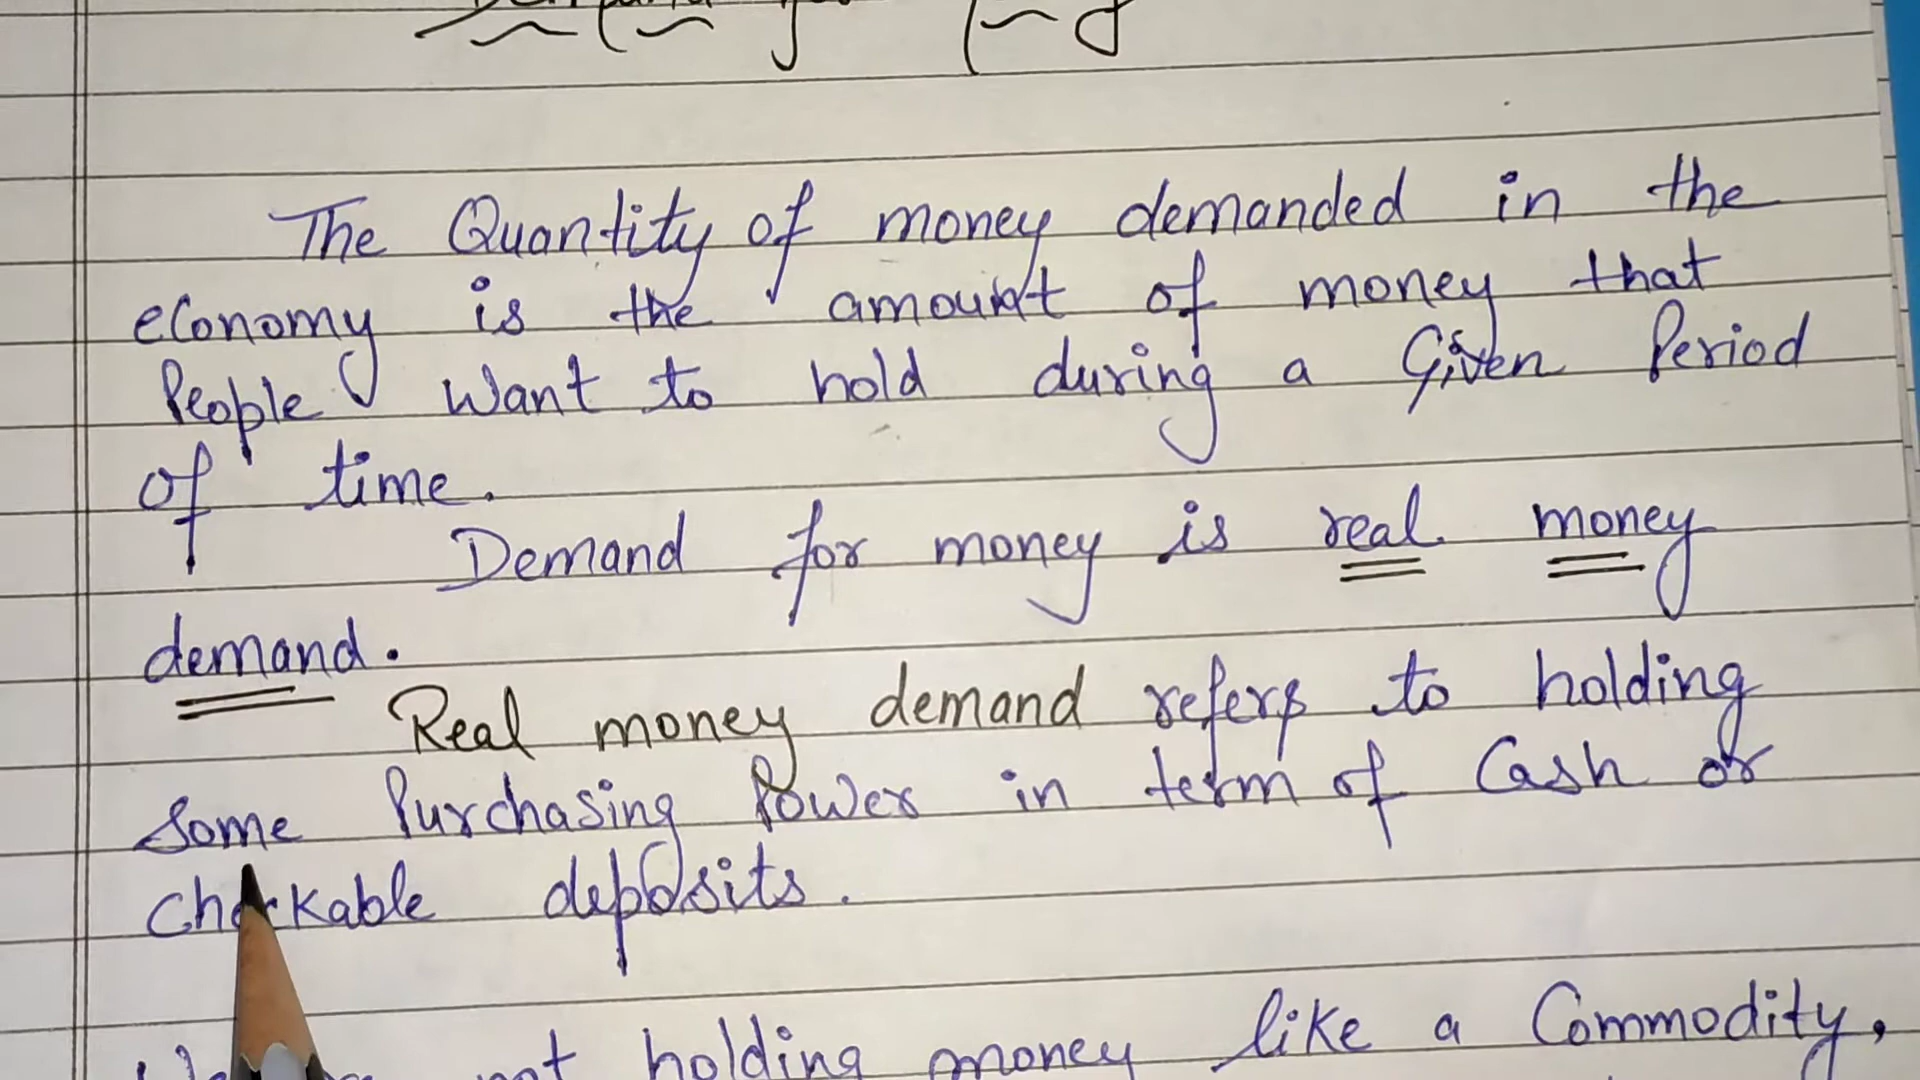 The Quantity of money demanded in the
economy is the amount of money that
People want to hold during a Given Period
of time.
Demand for money is real money
demand.
Real money demand refers to holding
Some Purchasing Power in term of Cash or
Checkable deposits.
not holding money like a Commodity,